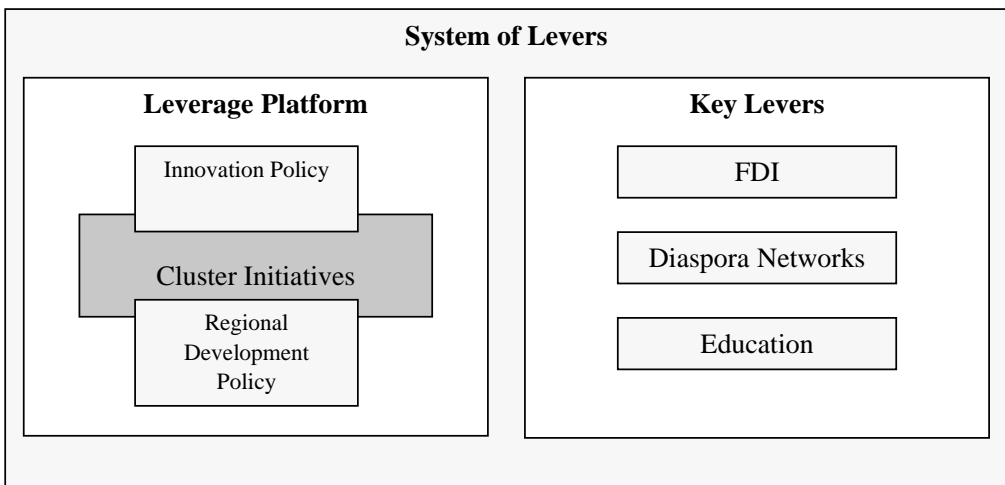 System of Levers
Leverage Platform
Innovation Policy
Cluster Initiatives
Regional
Development
Policy
Key Levers
FDI
Diaspora Networks
Education